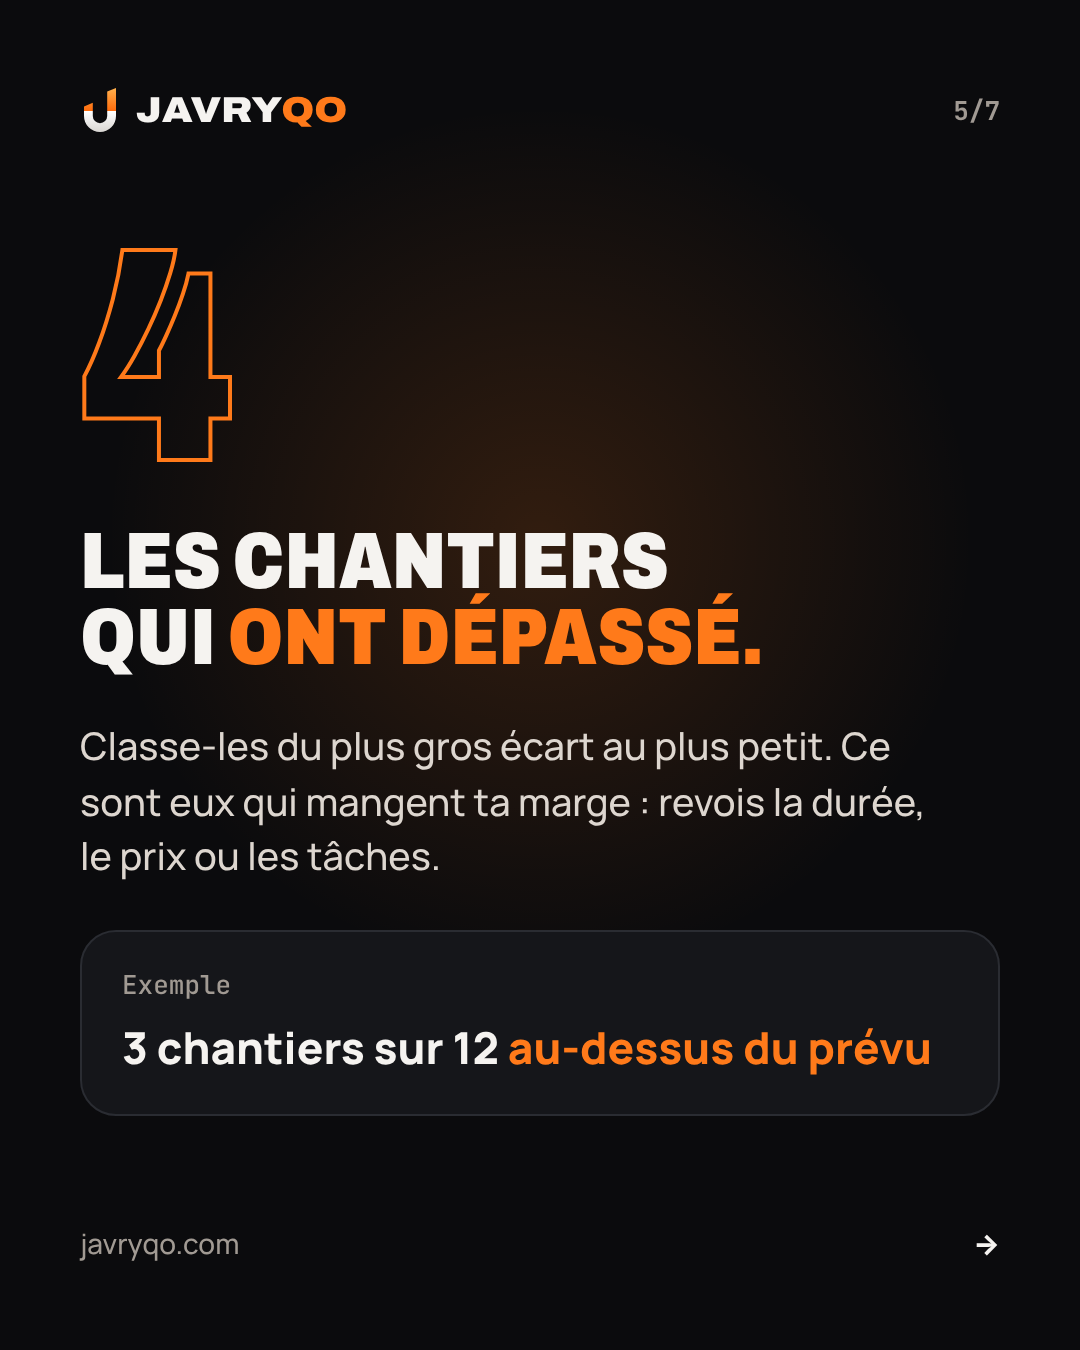 JAVRYQO
5/7
4
LES CHANTIERS
QUI ONT DÉPASSÉ.
Classe-les du plus gros écart au plus petit. Ce
sont eux qui mangent ta marge : revois la durée,
le prix ou les tâches.
Exemple
3 chantiers sur 12 au-dessus du prévu
javryqo.com
→